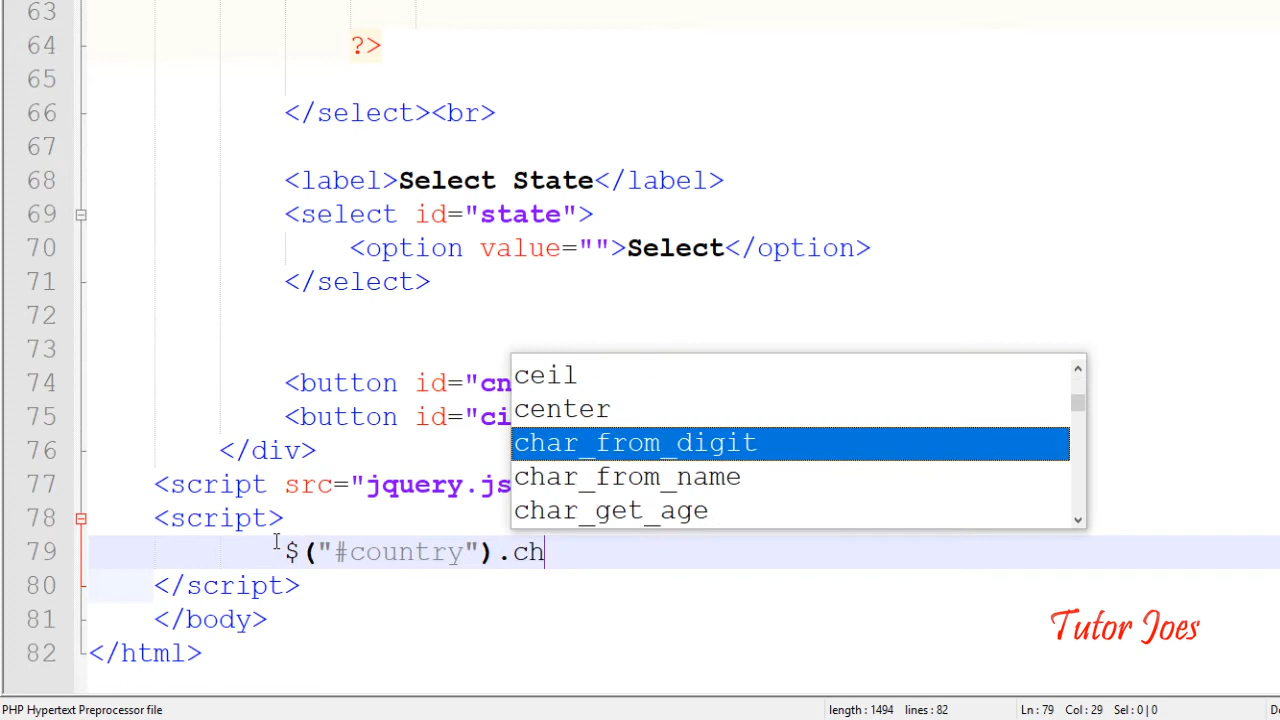 63
64 ?>
65
66 </select><br>
67
68 <label>Select State</label>
69 <select id="state">
70 <option value="">Select</option>
71 </select>
72
73
74 <button id="cn
75 <button id="ci
76 </div>
77 <script src="jquery.js
78 <script>
79 $("#country").ch
80 </script>
81 </body>
82 </html>
ceil
center
char_from_digit
char_from_name
char_get_age
Tutor Joes
PHP Hypertext Preprocessor file length : 1494 lines : 82 Ln : 79 Col : 29 Sel : 0 | 0